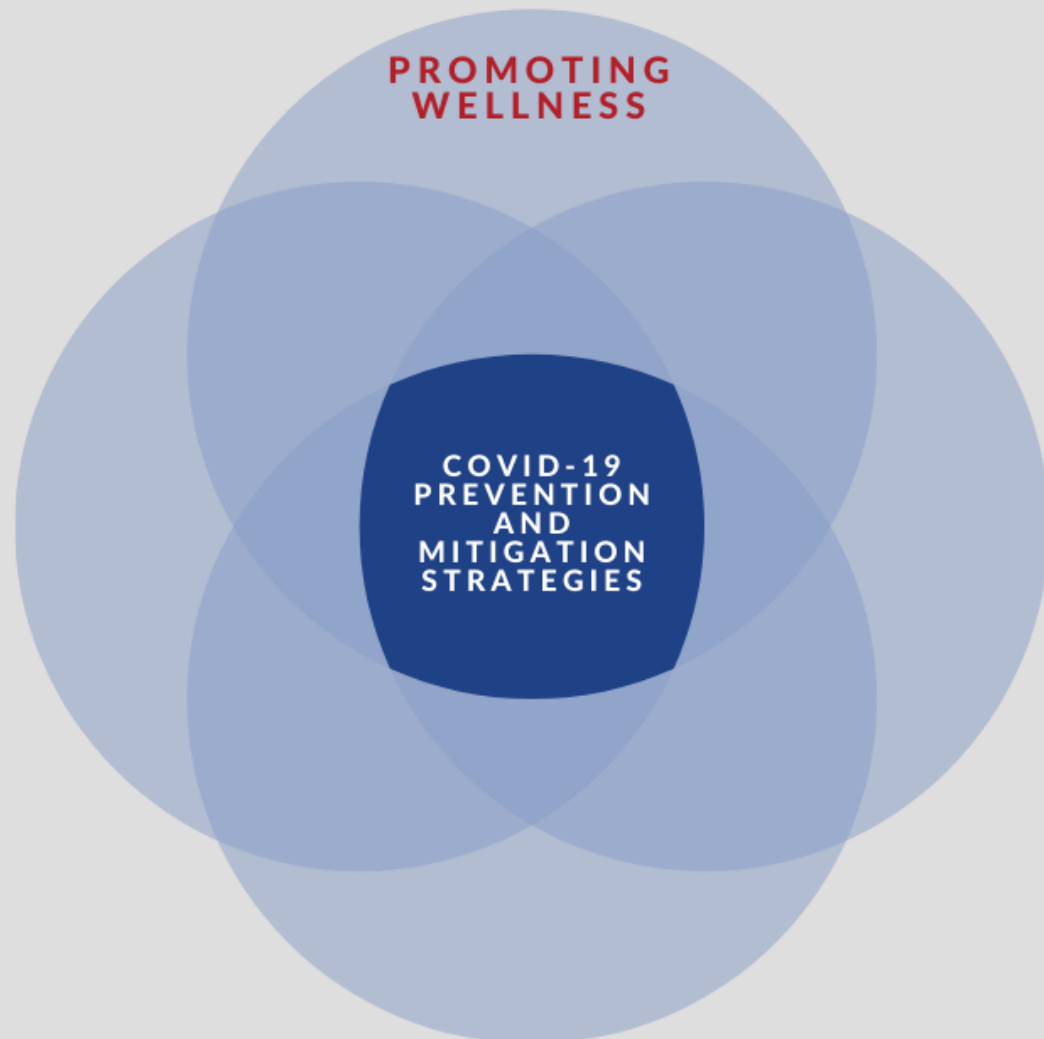 PROMOTING
WELLNESS
COVID-19
PREVENTION
AND
MITIGATION
STRATEGIES